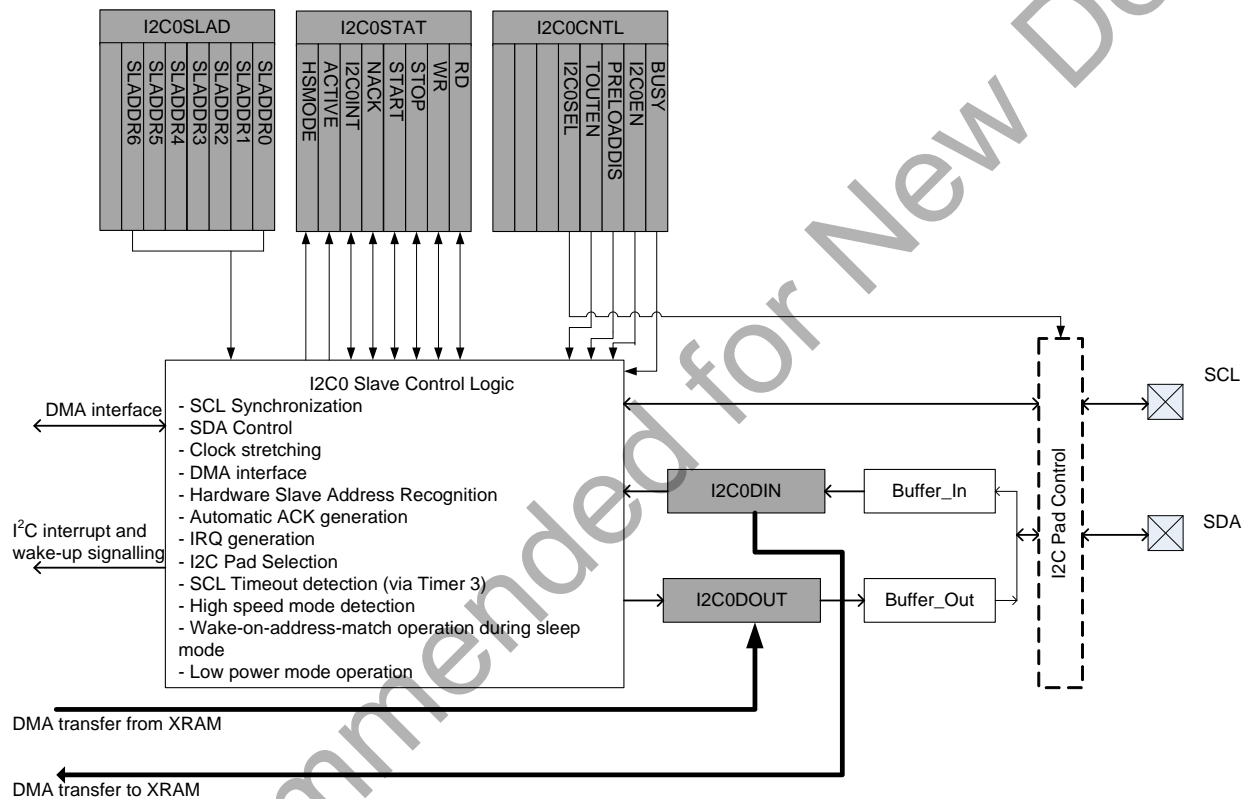 I2C0SLAD
I2C0STAT
I2C0CNTL
SLADDR6
SLADDR5
SLADDR4
SLADDR3
SLADDR2
SLADDR1
SLADDR0
HSMODE
ACTIVE
I2C0INT
NACK
START
STOP
WR
RD
I2C0SEL
TOUTEN
PRELOADDIS
I2C0EN
BUSY
I2C0 Slave Control Logic
- SCL Synchronization
- SDA Control
- Clock stretching
- DMA interface
- Hardware Slave Address Recognition
- Automatic ACK generation
- IRQ generation
- I2C Pad Selection
- SCL Timeout detection (via Timer 3)
- High speed mode detection
- Wake-on-address-match operation during sleep
mode
- Low power mode operation
DMA interface
I²C interrupt and
wake-up signalling
I2C0DIN
Buffer_In
I2C0DOUT
Buffer_Out
I2C Pad Control
SCL
SDA
DMA transfer from XRAM
DMA transfer to XRAM
mmended for New De